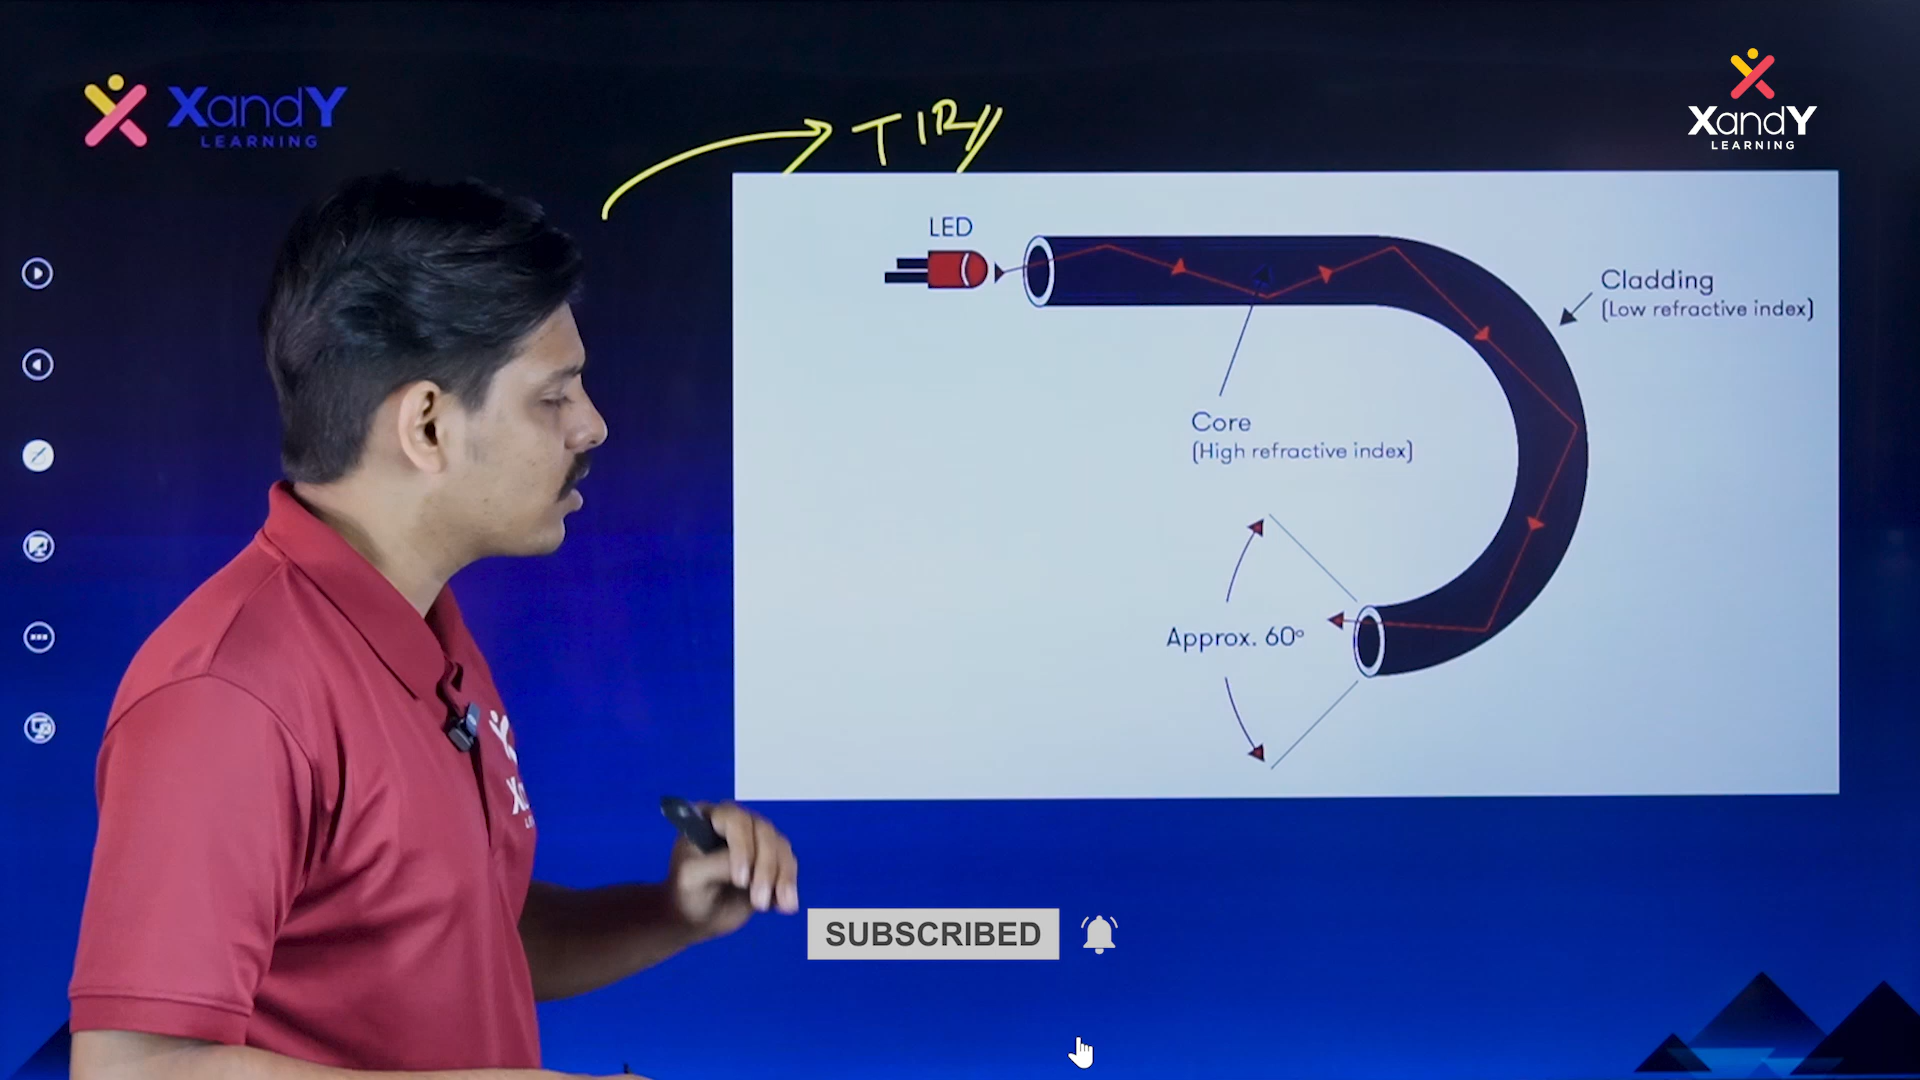 XandY
LEARNING
TIR
XandY
LEARNING
LED
Cladding
(Low refractive index)
Core
(High refractive index)
Approx. 60°
SUBSCRIBED